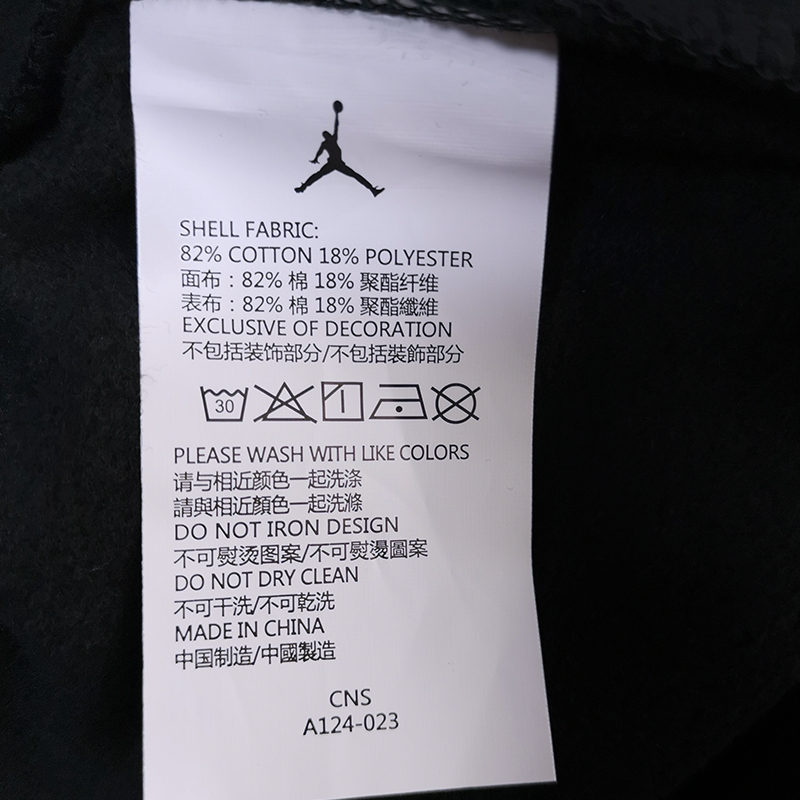 SHELL FABRIC:
82% COTTON 18% POLYESTER
面布：82% 棉 18% 聚酯纤维
表布：82% 棉 18% 聚酯纖維
EXCLUSIVE OF DECORATION
不包括装饰部分/不包括裝飾部分
30
PLEASE WASH WITH LIKE COLORS
请与相近颜色一起洗涤
請與相近顏色一起洗滌
DO NOT IRON DESIGN
不可熨烫图案/不可熨燙圖案
DO NOT DRY CLEAN
不可干洗/不可乾洗
MADE IN CHINA
中国制造/中國製造
CNS
A124-023